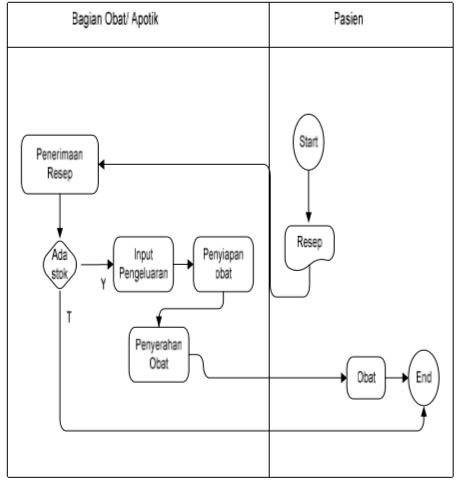 Bagian Obat/ Apotik
Pasien
Start
Penerimaan
Resep
Resep
Ada
stok
Y
Input
Pengeluaran
Penyiapan
obat
T
Penyerahan
Obat
Obat
End